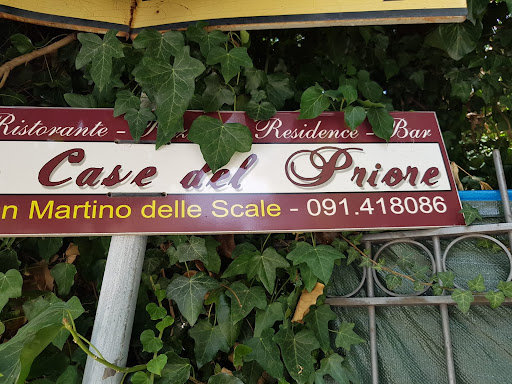 Ristorante - - Residence - Bar
Case del Priore
n Martino delle Scale - 091.418086